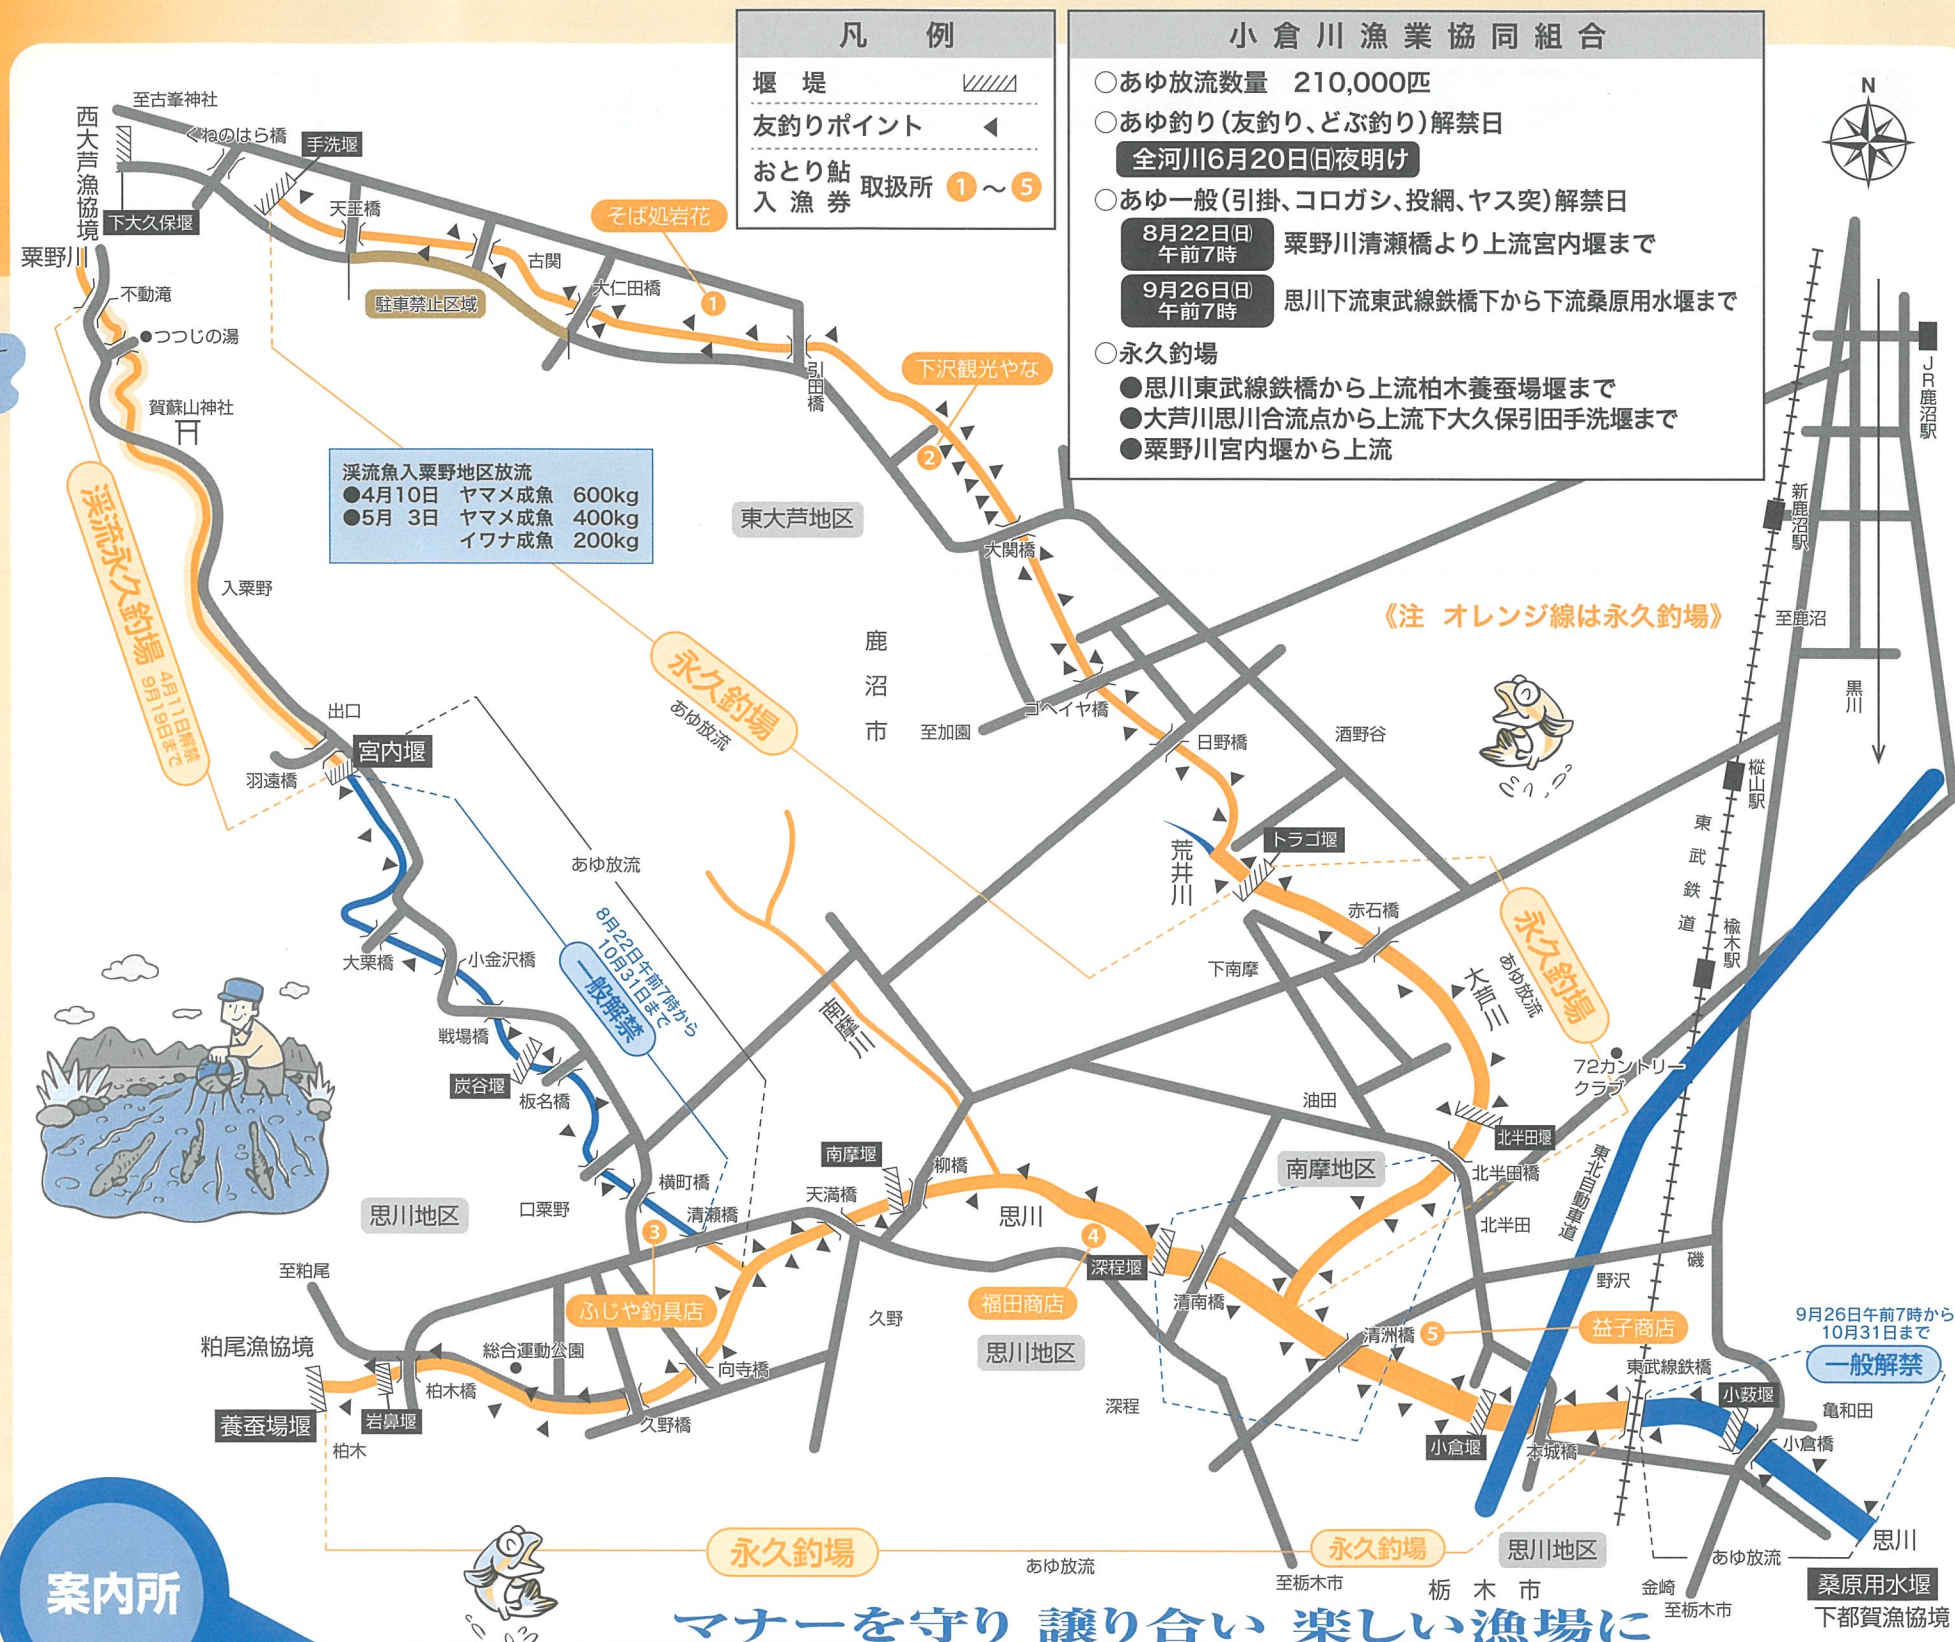 凡例
堰堤
友釣りポイント
おとり鮎
入漁券
取扱所 1～5
小倉川漁業協同組合
○あゆ放流数量 210,000匹
○あゆ釣り（友釣り、どぶ釣り）解禁日
全河川6月20日㈰夜明け
○あゆ一般（引掛、コロガシ、投網、ヤス突）解禁日
8月22日㈰
午前7時
粟野川清瀬橋より上流宮内堰まで
9月26日㈰
午前7時
思川下流東武線鉄橋下から下流桑原用水堰まで
○永久釣場
●思川東武線鉄橋から上流柏木養蚕場堰まで
●大芦川思川合流点から上流下大久保引田手洗堰まで
●粟野川宮内堰から上流
N
至古峯神社
西大芦漁協境
くねのはら橋
手洗堰
下大久保堰
天王橋
粟野川
不動滝
●つつじの湯
賀蘇山神社
駐車禁止区域
古関
大仁田橋
そば処岩花
1
引田橋
下沢観光やな
2
渓流魚入粟野地区放流
●4月10日 ヤマメ成魚 600kg
●5月 3日 ヤマメ成魚 400kg
イワナ成魚 200kg
東大芦地区
大関橋
JR鹿沼駅
新鹿沼駅
渓流永久釣場
4月11日解禁
9月19日まで
入粟野
《注 オレンジ線は永久釣場》
至鹿沼
鹿沼市
永久釣場
あゆ放流
黒川
コヘイヤ橋
至加園
日野橋
酒野谷
出口
宮内堰
羽遠橋
樅山駅
東武鉄道
楡木駅
あゆ放流
荒井川
トラゴ堰
赤石橋
永久釣場
あゆ放流
大芦川
下南摩
8月22日午前7時から
10月31日まで
一般解禁
大栗橋
小金沢橋
戦場橋
炭谷堰
板名橋
南摩川
72カントリー
クラブ
油田
北半田堰
南摩地区
北半田橋
北半田
東北自動車道
南摩堰
柳橋
天満橋
横町橋
口粟野
清瀬橋
思川地区
3
思川
4
深程堰
清南橋
福田商店
ふじや釣具店
久野
思川地区
至粕尾
粕尾漁協境
総合運動公園
向寺橋
柏木橋
岩鼻堰
養蚕場堰
柏木
久野橋
深程
清洲橋
5
益子商店
野沢
磯
東武線鉄橋
9月26日午前7時から
10月31日まで
一般解禁
小薮堰
亀和田
小倉橋
小倉堰
本城橋
永久釣場
あゆ放流
永久釣場
思川地区
あゆ放流
思川
至栃木市
栃木市
金崎
至栃木市
桑原用水堰
下都賀漁協境
案内所
マナーを守り 譲り合い 楽しい漁場に